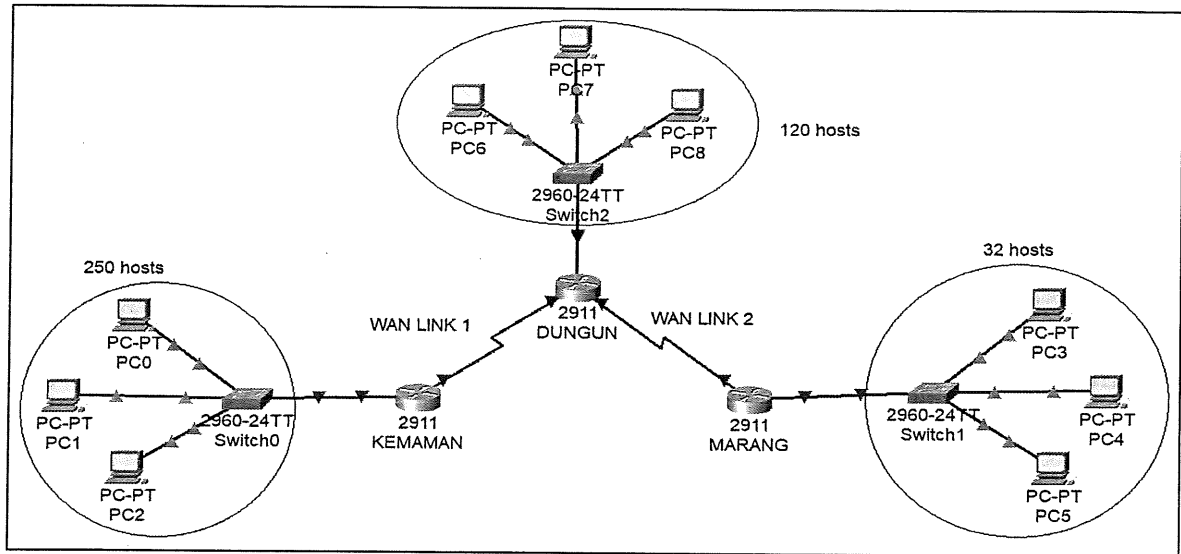 PC-PT
PC7
PC-PT
PC6
PC-PT
PC8
120 hosts
2960-24TT
Switch2
250 hosts
32 hosts
PC-PT
PC0
WAN LINK 1
2911
DUNGUN
WAN LINK 2
PC-PT
PC3
PC-PT
PC1
2960-24TT
Switch0
2911
KEMAMAN
2911
MARANG
2960-24TT
Switch1
PC-PT
PC4
PC-PT
PC2
PC-PT
PC5